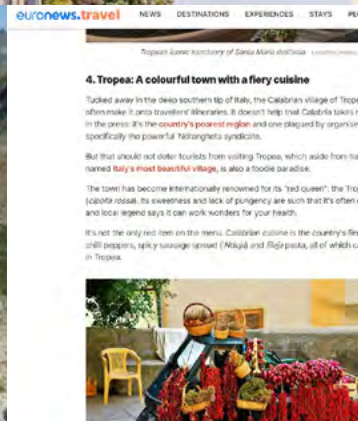 euronews.travel NEWS DESTINATIONS EXPERIENCES STAYS
Tropea's iconic sanctuary of Santa Maria dell'Isola
4. Tropea: A colourful town with a fiery cuisine
Tucked away in the deep southern tip of Italy, the Calabrian village of
often make it onto travellers' itineraries. It doesn't help that Calabria takes
in the press: it's the country's poorest region and one plagued by
specifically the powerful 'Ndrangheta syndicate.
But that should not deter tourists from visiting Tropea, which aside from
named Italy's most beautiful village, is also a foodie paradise.
The town has become internationally renowned for its "red queen": the
(cipolla rossa). Its sweetness and lack of pungency are such that it's often
and local legend says it can work wonders for your health.
It's not the only red item on the menu. Calabrian cuisine is the country's
chilli peppers, spicy sausage spread ('Nduja) and fileja pasta, all of which
in Tropea.